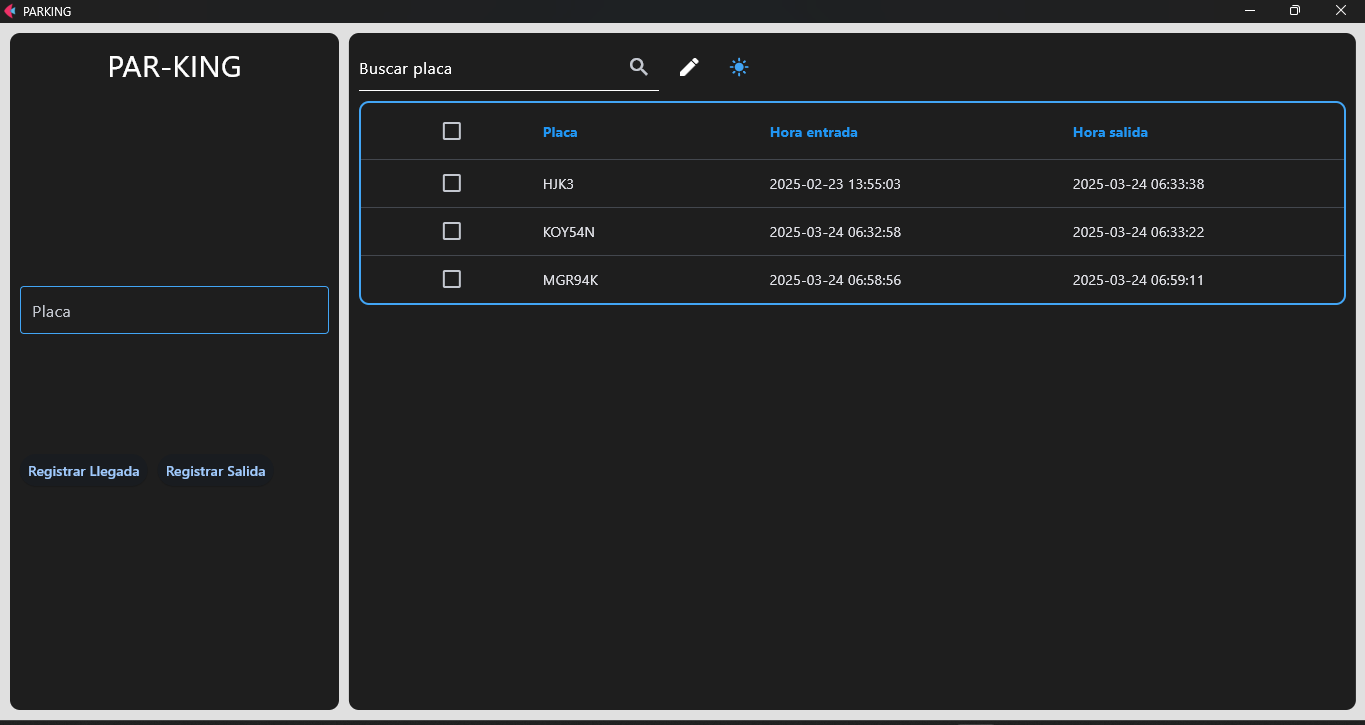 PARKING
PAR-KING
Placa
Registrar Llegada Registrar Salida
Buscar placa
Placa Hora entrada Hora salida
HJK3 2025-02-23 13:55:03 2025-03-24 06:33:38
KOY54N 2025-03-24 06:32:58 2025-03-24 06:33:22
MGR94K 2025-03-24 06:58:56 2025-03-24 06:59:11